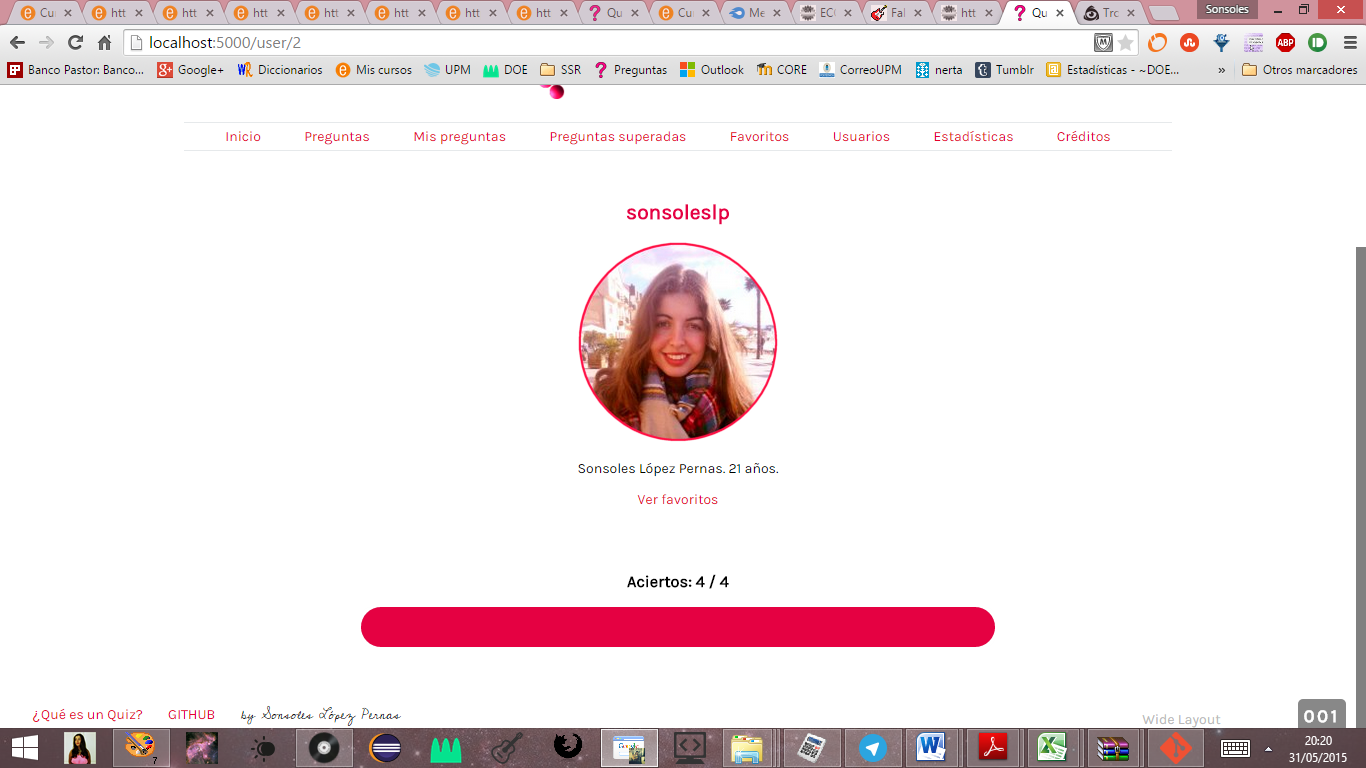 Cu htt htt htt htt htt htt htt Qu Cu Me ECO Fal htt Qu Tro Sonsoles
localhost:5000/user/2
Banco Pastor: Banco... Google+ Diccionarios Mis cursos UPM DOE SSR Preguntas Outlook CORE CorreoUPM nerta Tumblr Estadísticas - ~DOE... » Otros marcadores
Inicio Preguntas Mis preguntas Preguntas superadas Favoritos Usuarios Estadísticas Créditos
sonsoleslp
Sonsoles López Pernas. 21 años.
Ver favoritos
Aciertos: 4 / 4
¿Qué es un Quiz? GITHUB by Sonsoles López Pernas
Wide Layout 001
7
20:20
31/05/2015